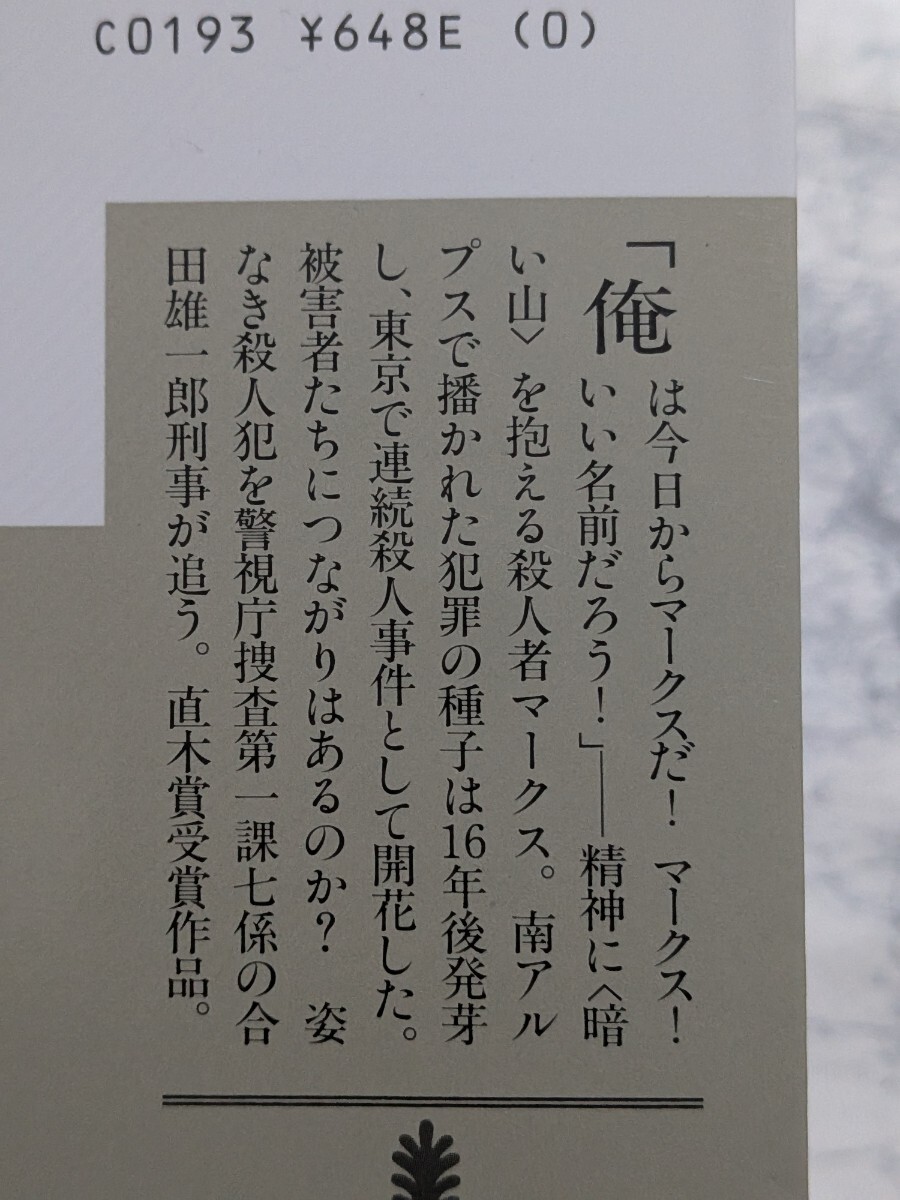 C0193 ¥648E (0)
「俺は今日からマークスだ！ マークス！
いい名前だろう！」――精神に〈暗
い山〉を抱える殺人者マークス。南アル
プスで播かれた犯罪の種子は16年後発芽
し、東京で連続殺人事件として開花した。
被害者たちにつながりはあるのか？ 姿
なき殺人犯を警視庁捜査第一課七係の合
田雄一郎刑事が追う。直木賞受賞作品。